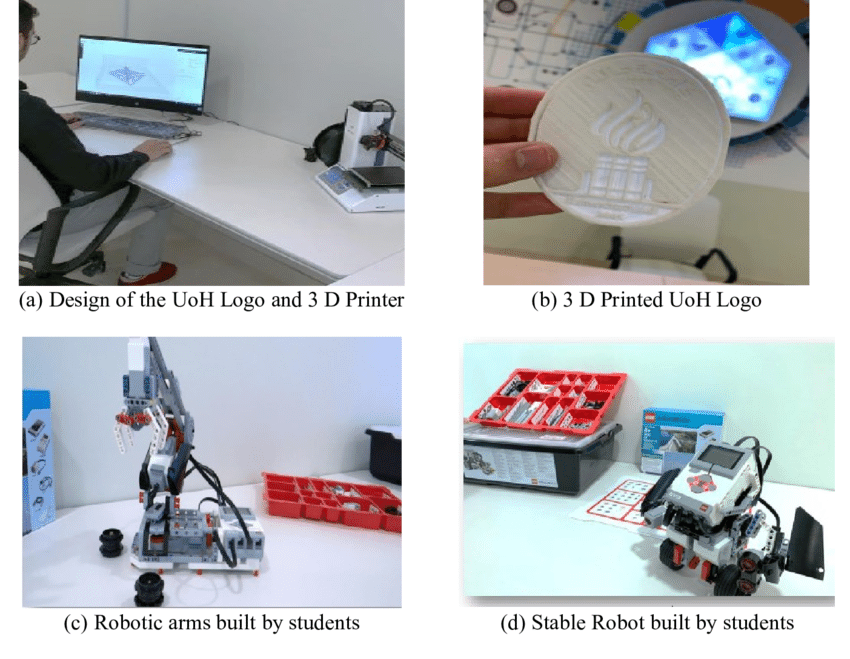 (a) Design of the UoH Logo and 3 D Printer
(b) 3 D Printed UoH Logo
(c) Robotic arms built by students
(d) Stable Robot built by students